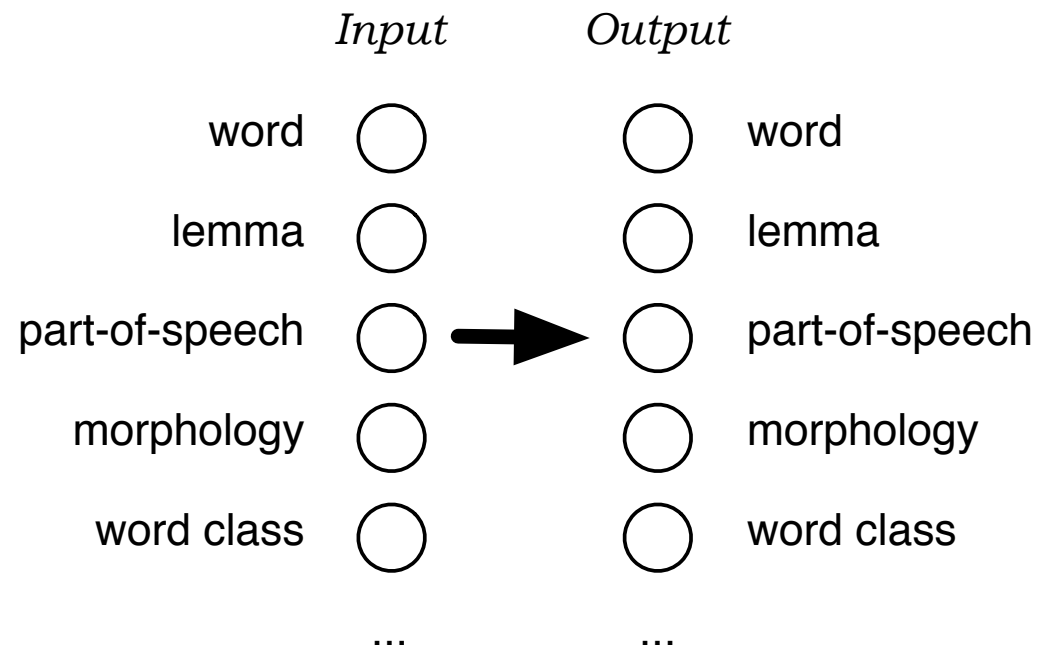 Input Output
word word
lemma lemma
part-of-speech part-of-speech
morphology morphology
word class word class
... ...